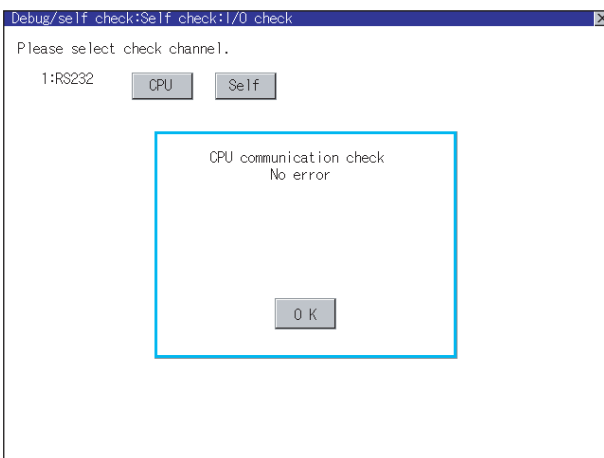 Debug/self check:Self check:I/O check
Please select check channel.
1:RS232 CPU Self
CPU communication check
No error
O K